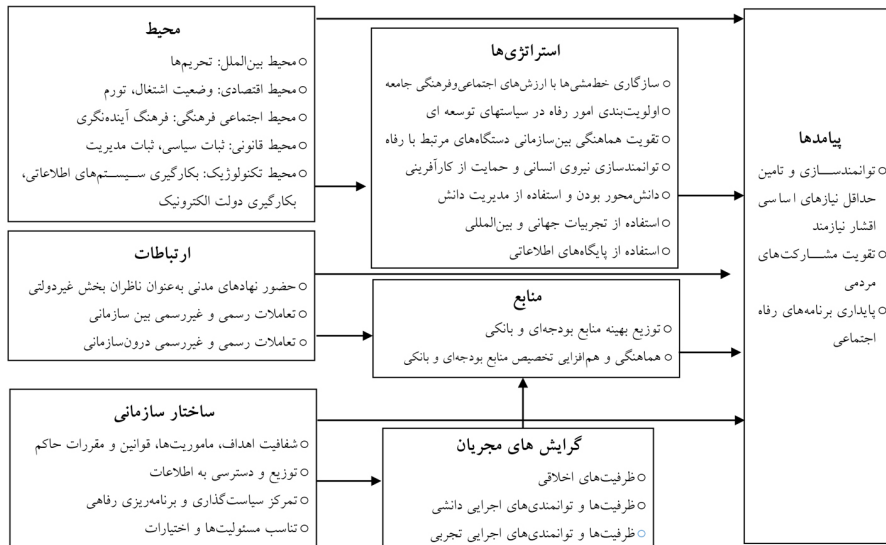 محیط
محیط بین‌الملل: تحریم‌ها
محیط اقتصادی: وضعیت اشتغال، تورم
محیط اجتماعی فرهنگی: فرهنگ آینده‌نگری
محیط قانونی: ثبات سیاسی، ثبات مدیریت
محیط تکنولوژیک: بکارگیری سیستم‌های اطلاعاتی،
بکارگیری دولت الکترونیک
ارتباطات
حضور نهادهای مدنی به‌عنوان ناظران بخش غیردولتی
تعاملات رسمی و غیررسمی بین سازمانی
تعاملات رسمی و غیررسمی درون‌سازمانی
ساختار سازمانی
شفافیت اهداف، ماموریت‌ها، قوانین و مقررات حاکم
توزیع و دسترسی به اطلاعات
تمرکز سیاست‌گذاری و برنامه‌ریزی رفاهی
تناسب مسئولیت‌ها و اختیارات
استراتژی‌ها
سازگاری خط‌مشی‌ها با ارزش‌های اجتماعی‌وفرهنگی جامعه
اولویت‌بندی امور رفاه در سیاستهای توسعه ای
تقویت هماهنگی بین‌سازمانی دستگاه‌های مرتبط با رفاه
توانمندسازی نیروی انسانی و حمایت از کارآفرینی
دانش‌محور بودن و استفاده از مدیریت دانش
استفاده از تجربیات جهانی و بین‌المللی
استفاده از پایگاه‌های اطلاعاتی
منابع
توزیع بهینه منابع بودجه‌ای و بانکی
هماهنگی و هم‌افزایی تخصیص منابع بودجه‌ای و بانکی
گرایش های مجریان
ظرفیت‌های اخلاقی
ظرفیت‌ها و توانمندی‌های اجرایی دانشی
ظرفیت‌ها و توانمندی‌های اجرایی تجربی
پیامدها
توانمندسازی و تامین
حداقل نیازهای اساسی
اقشار نیازمند
تقویت مشارکت‌های
مردمی
پایداری برنامه‌های رفاه
اجتماعی